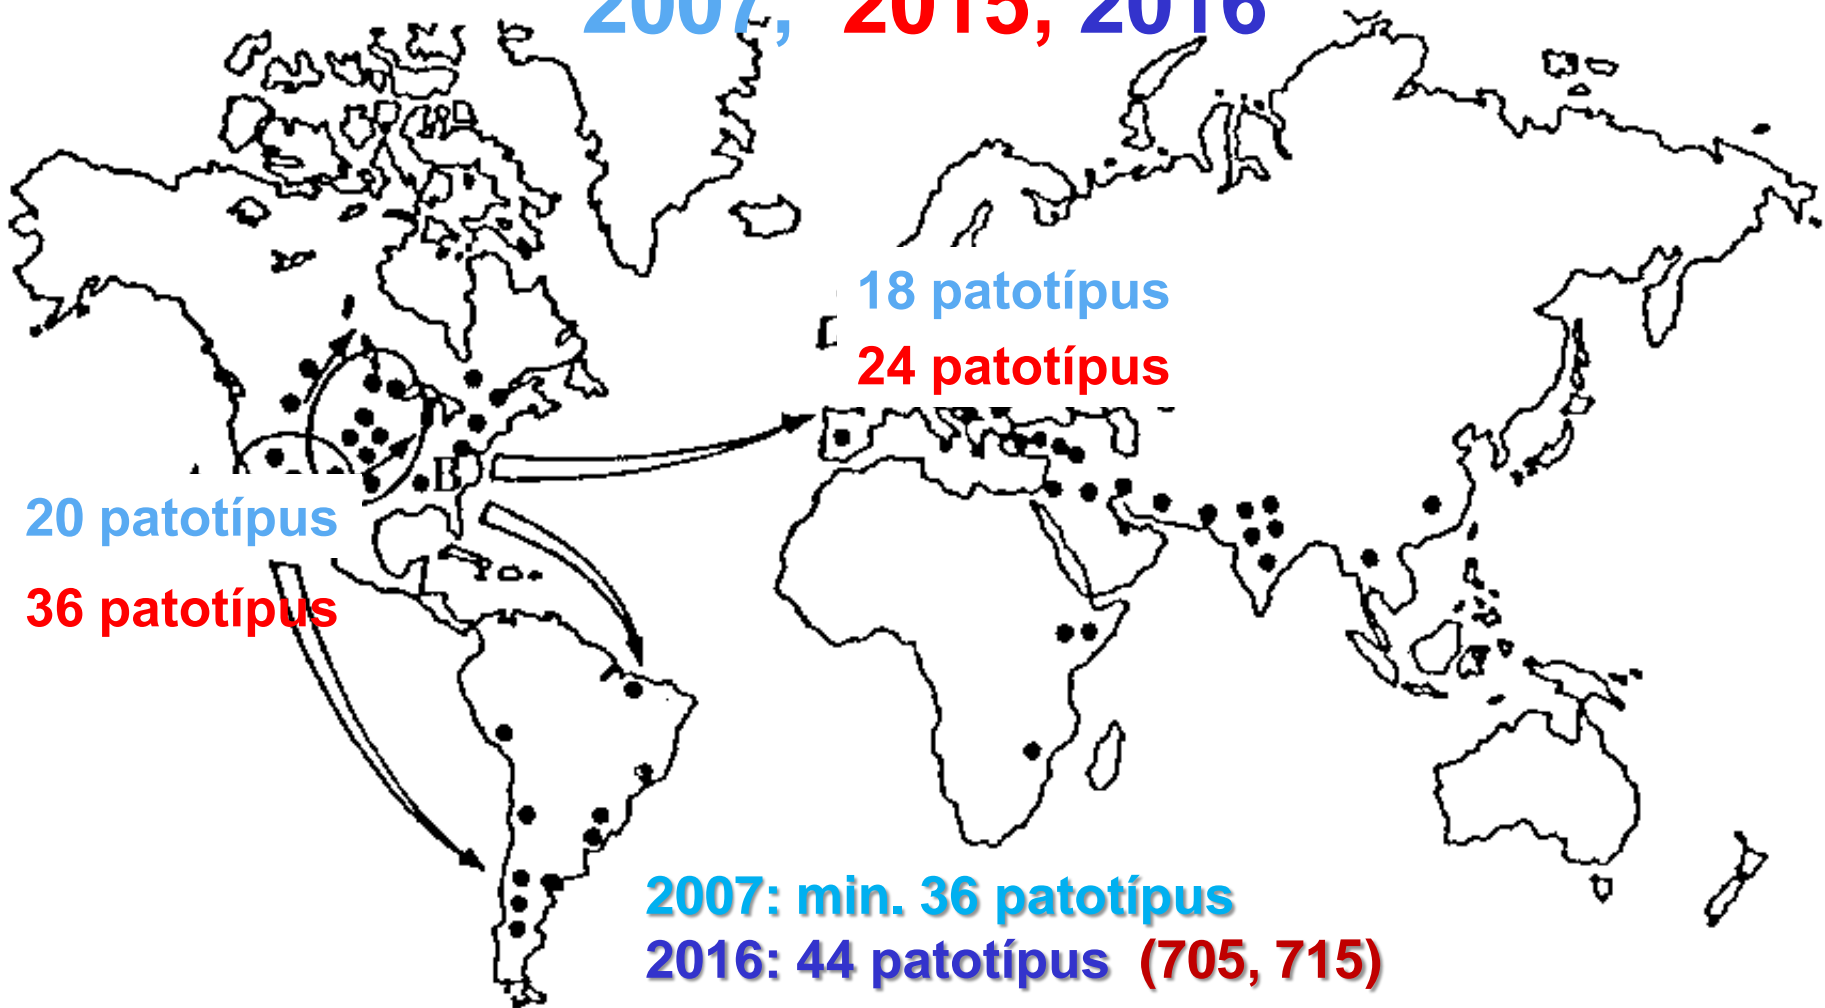 2007, 2015, 2016
18 patotípus
24 patotípus
B
20 patotípus
36 patotípus
2007: min. 36 patotípus
2016: 44 patotípus (705, 715)